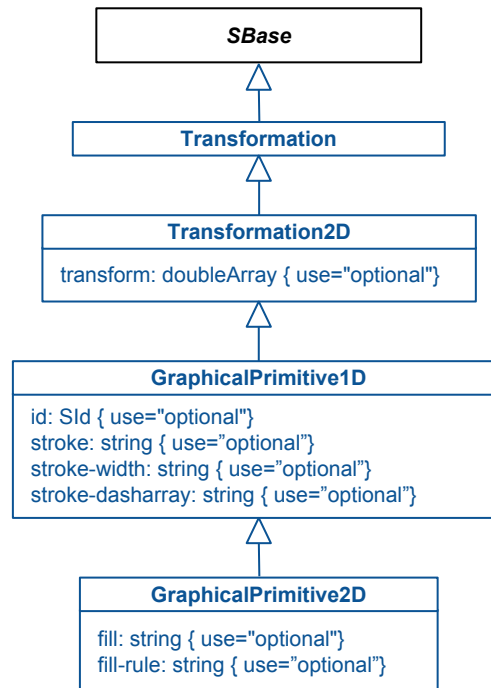 SBase
Transformation
Transformation2D
transform: doubleArray { use="optional"}
GraphicalPrimitive1D
id: SId { use="optional"}
stroke: string { use=”optional”}
stroke-width: string { use=”optional”}
stroke-dasharray: string { use=”optional”}
GraphicalPrimitive2D
fill: string { use="optional"}
fill-rule: string { use=”optional”}